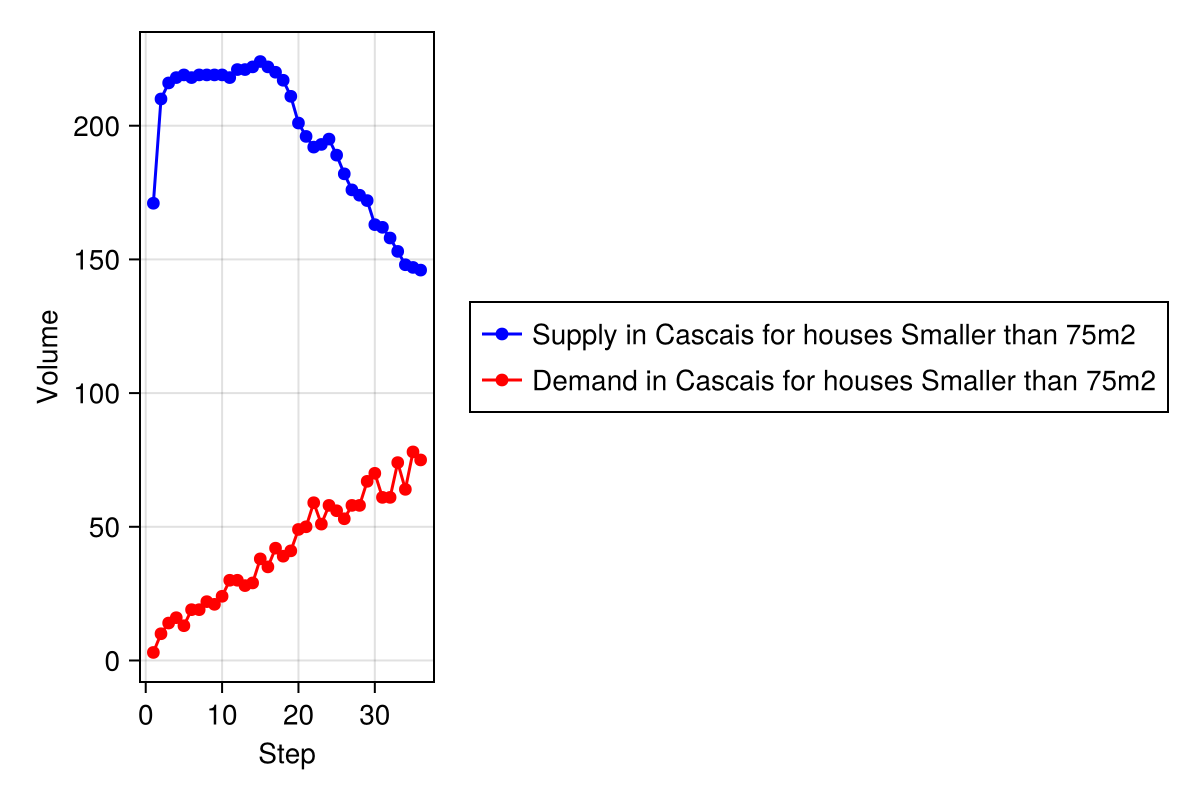 Volume
200
150
100
50
0
0 10 20 30
Step
Supply in Cascais for houses Smaller than 75m2
Demand in Cascais for houses Smaller than 75m2